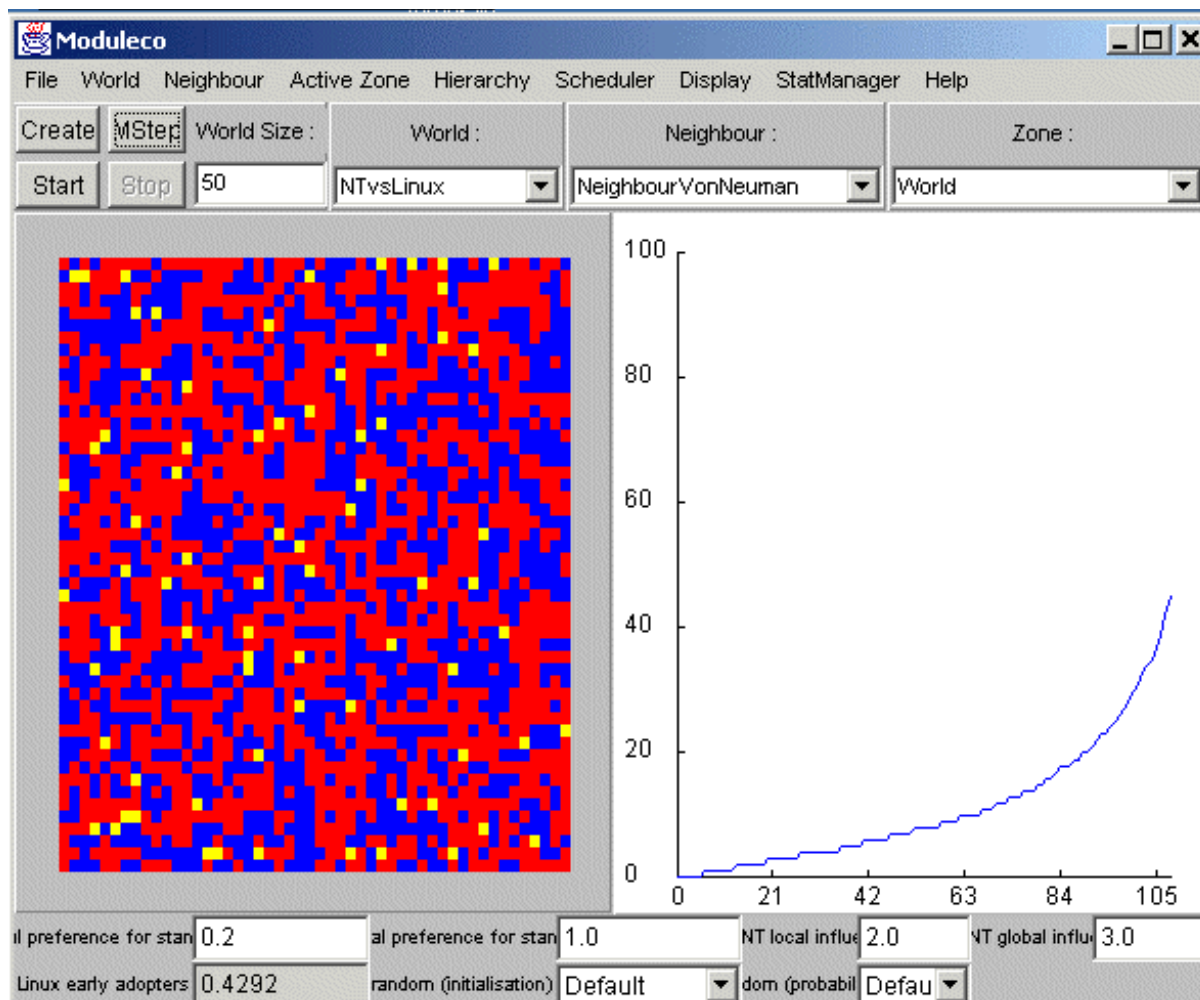 Moduleco
File World Neighbour Active Zone Hierarchy Scheduler Display StatManager Help
Create MStep World Size : World : Neighbour : Zone :
Start Stop 50 NTvsLinux NeighbourVonNeuman World
100
80
60
40
20
0
0 21 42 63 84 105
preference for stan 0.2 al preference for stan 1.0 NT local influe 2.0 NT global influ 3.0
Linux early adopters 0.4292 random (initialisation) Default dom (probabil Defau